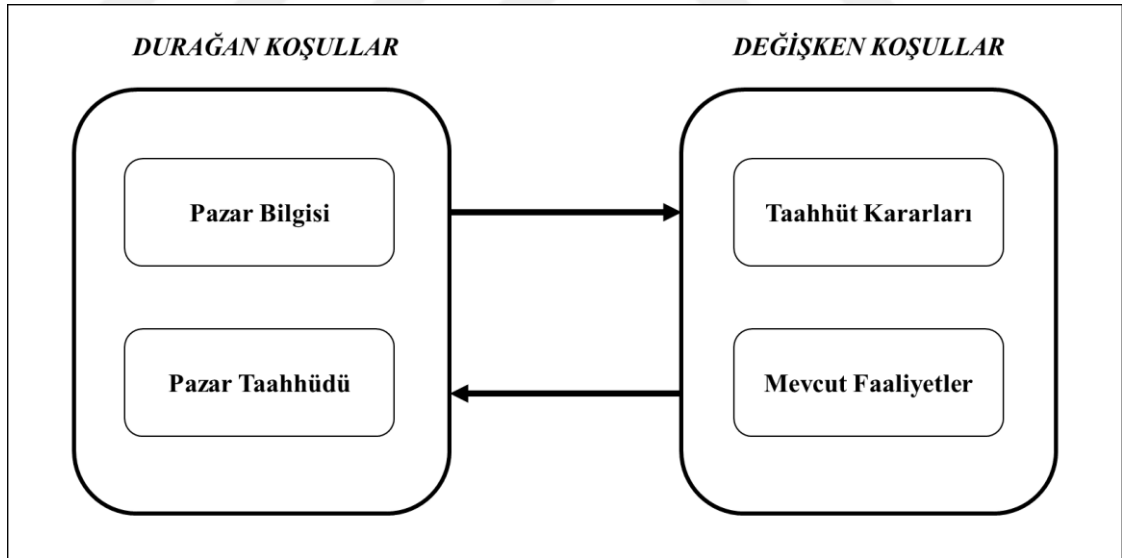 DURAĞAN KOŞULLAR
DEĞİŞKEN KOŞULLAR
Pazar Bilgisi
Taahhüt Kararları
Pazar Taahhüdü
Mevcut Faaliyetler